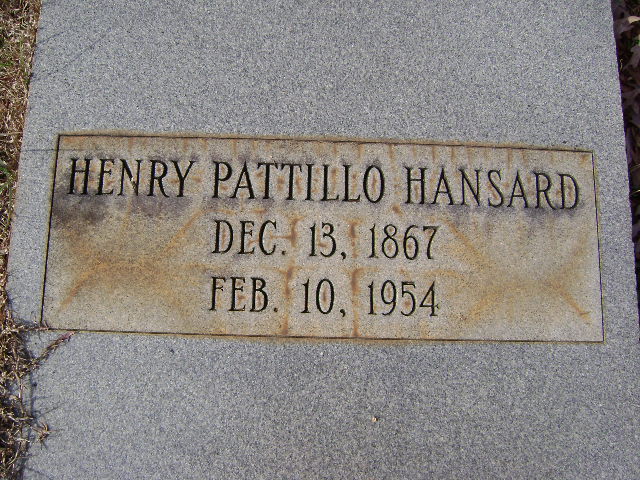 HENRY PATTILLO HANSARD
DEC. 13, 1867
FEB. 10, 1954